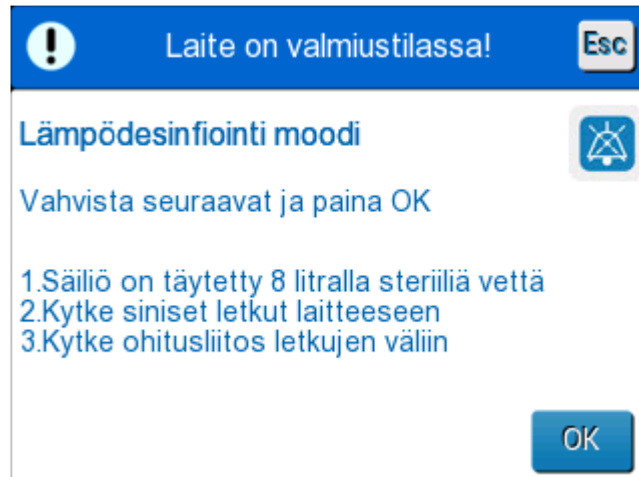 Laite on valmiustilassa!
Esc
Lämpödesinfiointi moodi
Vahvista seuraavat ja paina OK
1.Säiliö on täytetty 8 litralla steriiliä vettä
2.Kytke siniset letkut laitteeseen
3.Kytke ohitusliitos letkujen väliin
OK